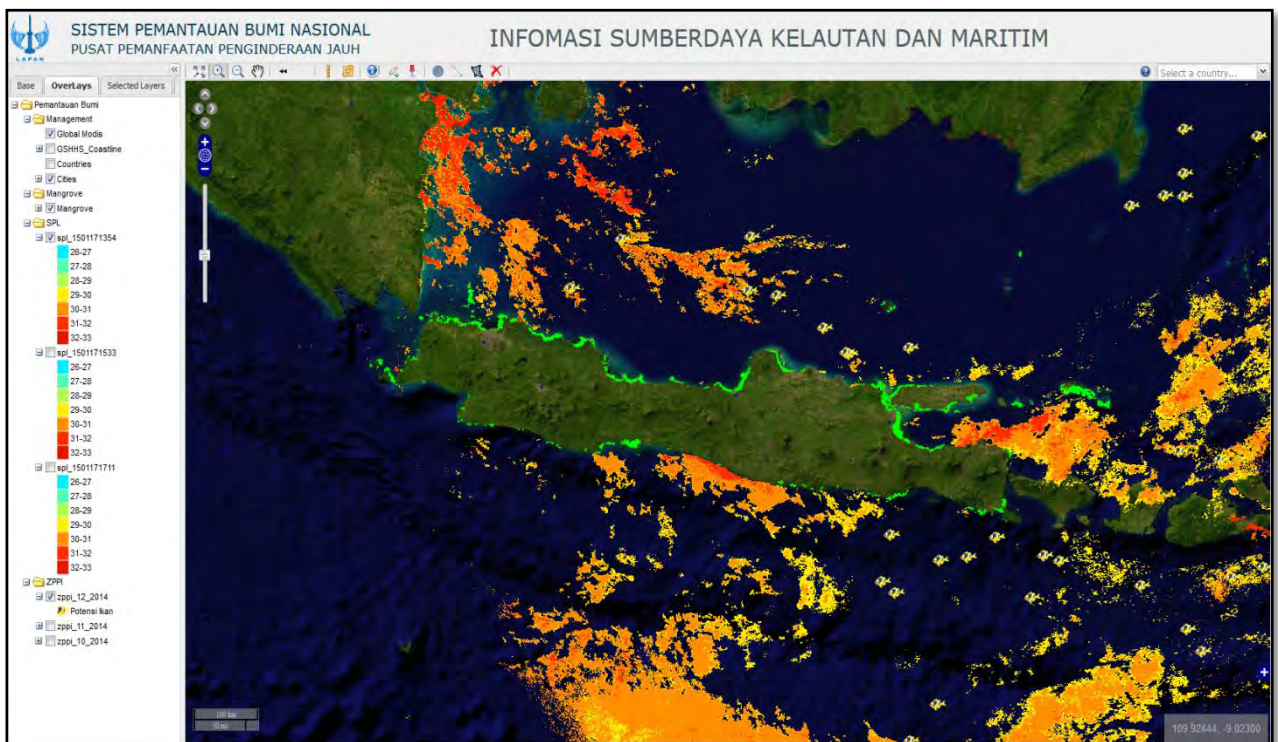 LAPAN
SISTEM PEMANTAUAN BUMI NASIONAL
PUSAT PEMANFAATAN PENGINDERAAN JAUH
INFOMASI SUMBERDAYA KELAUTAN DAN MARITIM
Select a country...
Base OverLays Selected Layers
Pemantauan Bumi
Management
Global Modis
GSHHS_Coastline
Countries
Cities
Mangrove
Mangrove
SPL
spl_1501171354
26-27
27-28
28-29
29-30
30-31
31-32
32-33
spl_1501171533
26-27
27-28
28-29
29-30
30-31
31-32
32-33
spl_1501171711
26-27
27-28
28-29
29-30
30-31
31-32
32-33
ZPPI
zppi_12_2014
Potensi Ikan
zppi_11_2014
zppi_10_2014
100 km
50 mi
109.92444, -9.02300